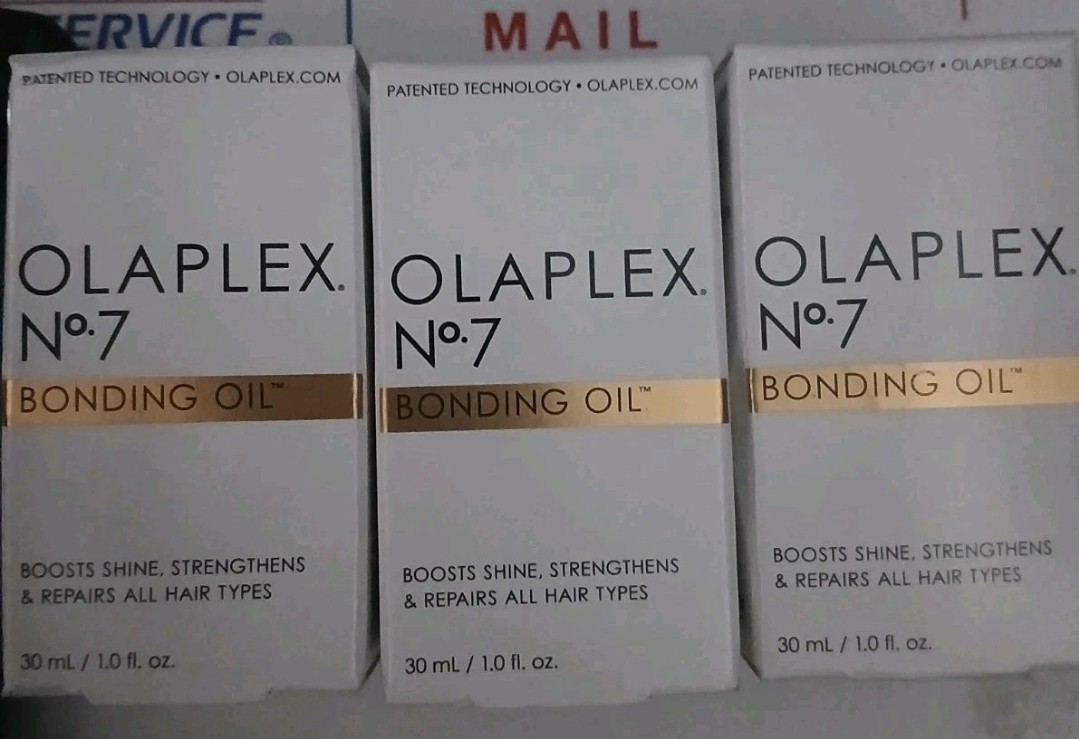 SERVICE®
MAIL
PATENTED TECHNOLOGY • OLAPLEX.COM
OLAPLEX.
Nº.7
BONDING OIL™
BOOSTS SHINE, STRENGTHENS
& REPAIRS ALL HAIR TYPES
30 mL / 1.0 fl. oz.
PATENTED TECHNOLOGY • OLAPLEX.COM
OLAPLEX.
Nº.7
BONDING OIL™
BOOSTS SHINE, STRENGTHENS
& REPAIRS ALL HAIR TYPES
30 mL / 1.0 fl. oz.
PATENTED TECHNOLOGY • OLAPLEX.COM
OLAPLEX.
Nº.7
BONDING OIL™
BOOSTS SHINE, STRENGTHENS
& REPAIRS ALL HAIR TYPES
30 mL / 1.0 fl. oz.